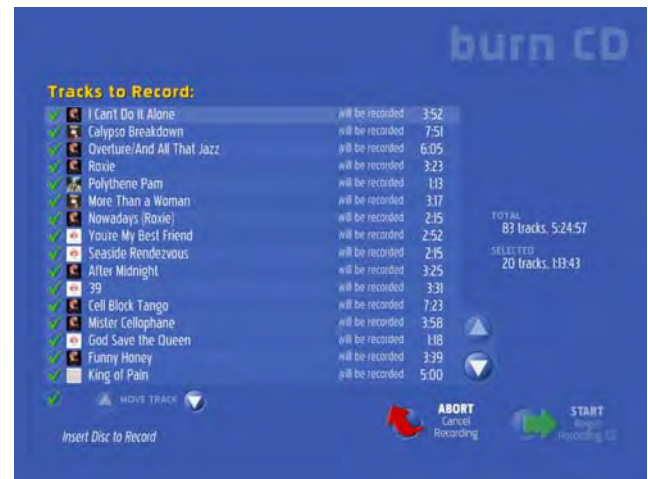 burn CD
Tracks to Record:
I Can't Do It Alone will be recorded 3:52
Calypso Breakdown will be recorded 7:51
Overture/And All That Jazz will be recorded 6:05
Roxie will be recorded 3:23
Polythene Pam will be recorded 1:13
More Than a Woman will be recorded 3:17
Nowadays (Roxie) will be recorded 2:15
You're My Best Friend will be recorded 2:52
Seaside Rendezvous will be recorded 2:15
After Midnight will be recorded 3:25
39 will be recorded 3:31
Cell Block Tango will be recorded 7:23
Mister Cellophane will be recorded 3:58
God Save the Queen will be recorded 1:18
Funny Honey will be recorded 3:39
King of Pain will be recorded 5:00
TOTAL
83 tracks, 5:24:57
SELECTED
20 tracks, 1:13:43
MOVE TRACK
Insert Disc to Record
ABORT
Cancel
Recording
START
Begin
Recording CD